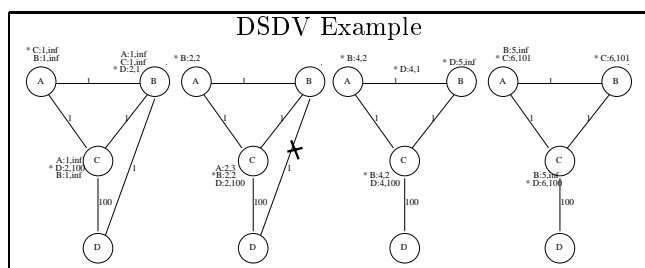 DSDV Example
* C:1,inf
B:1,inf
A
1
A:1,inf
C:1,inf
* D:2,1
B
1
1
A:1,inf
* D:2,100
B:1,inf
C
1
100
D
* B:2,2
A
1
B
1
1
A:2,3
*B:2,2
D:2,100
C
1
100
D
* B:4,2
A
* D:4,1
1
D:5,inf
B
1
1
* B:4,2
D:4,100
C
100
D
B:5,inf
* C:6,101
A
1
* C:6,101
B
1
1
C
B:5,inf
* D:6,100
100
D